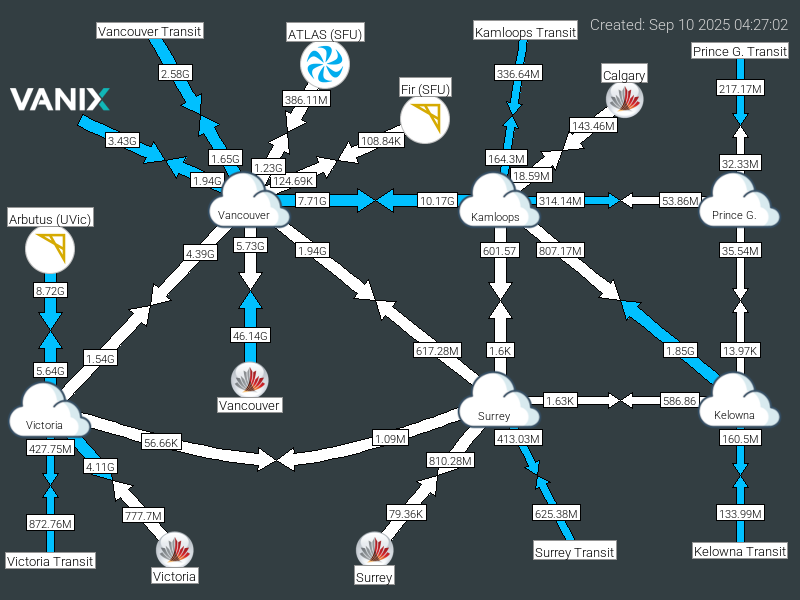 Created: Sep 10 2025 04:27:02
Vancouver Transit
ATLAS (SFU)
Kamloops Transit
Prince G. Transit
2.58G
336.64M
Calgary
217.17M
VANIX
386.11M
Fir (SFU)
143.46M
3.43G
108.84K
1.65G
1.23G
164.3M
32.33M
1.94G
124.69K
18.59M
7.71G
10.17G
314.14M
53.86M
Arbutus (UVic)
Vancouver
Kamloops
Prince G.
4.39G
5.73G
1.94G
601.57
807.17M
35.54M
8.72G
46.14G
1.54G
617.28M
1.6K
1.85G
13.97K
5.64G
Vancouver
1.63K
586.86
Victoria
Surrey
Kelowna
427.75M
56.66K
1.09M
413.03M
160.5M
4.11G
810.28M
872.76M
777.7M
79.36K
625.38M
133.99M
Victoria Transit
Victoria
Surrey
Surrey Transit
Kelowna Transit